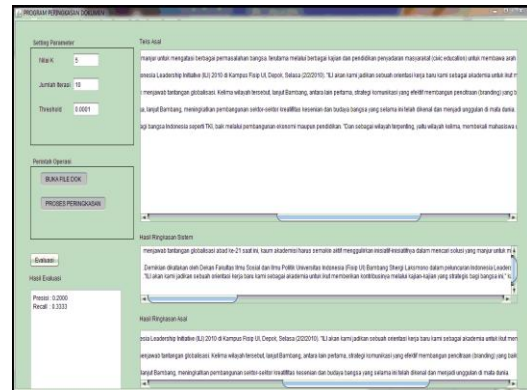 PROGRAM PERINGKASAN DOKUMEN
Setting Parameter
Nilai K 5
Jumlah Iterasi 10
Threshold 0.0001
Perintah Operasi
BUKA FILE DOK
PROSES PERINGKASAN
Evaluasi
Hasil Evaluasi
Presisi : 0.2000
Recall : 0.3333
Teks Asal
manjur untuk mengatasi berbagai permasalahan bangsa terutama melalui berbagai kajian dan pendidikan penyadaran masyarakat (civic education) untuk membawa arah
onesia Leadership Initiative (ILI) 2010 di Kampus Fisip UI, Depok, Selasa (2/2/2010). "ILI akan kami jadikan sebuah orientasi kerja baru kami sebagai akademia untuk ikut m
menjawab tantangan globalisasi. Kelima wilayah tersebut, lanjut Bambang, antara lain pertama, strategi komunikasi yang efektif membangun pencitraan (branding) yang b
a, lanjut Bambang, meningkatkan pembangunan sektor-sektor kreatifitas kesenian dan budaya bangsa yang selama ini telah dikenal dan menjadi unggulan di mata dunia.
agi bangsa Indonesia seperti TKI, baik melalui pembangunan ekonomi maupun pendidikan. "Dan sebagai wilayah terpenting, yaitu wilayah kelima, membekali mahasiswa
Hasil Ringkasan Sistem
menjawab tantangan globalisasi abad ke-21 saat ini, kaum akademisi harus semakin aktif menggulirkan inisiatif-inisiatifnya dalam mencari solusi yang manjur untuk m
Demikian dikatakan oleh Dekan Fakultas Ilmu Sosial dan Ilmu Politik Universitas Indonesia (Fisip UI) Bambang Shergi Laksmono dalam peluncuran Indonesia Leaders
"ILI akan kami jadikan sebuah orientasi kerja baru kami sebagai akademia untuk ikut memberikan kontribusinya melalui kajian-kajian yang strategis bagi bangsa ini,"
Hasil Ringkasan Asal
esia Leadership Initiative (ILI) 2010 di Kampus Fisip UI, Depok, Selasa (2/2/2010). "ILI akan kami jadikan sebuah orientasi kerja baru kami sebagai akademia untuk ikut mem
enjawab tantangan globalisasi. Kelima wilayah tersebut, lanjut Bambang, antara lain pertama, strategi komunikasi yang efektif membangun pencitraan (branding) yang baik
lanjut Bambang, meningkatkan pembangunan sektor-sektor kreatifitas kesenian dan budaya bangsa yang selama ini telah dikenal dan menjadi unggulan di mata dunia.